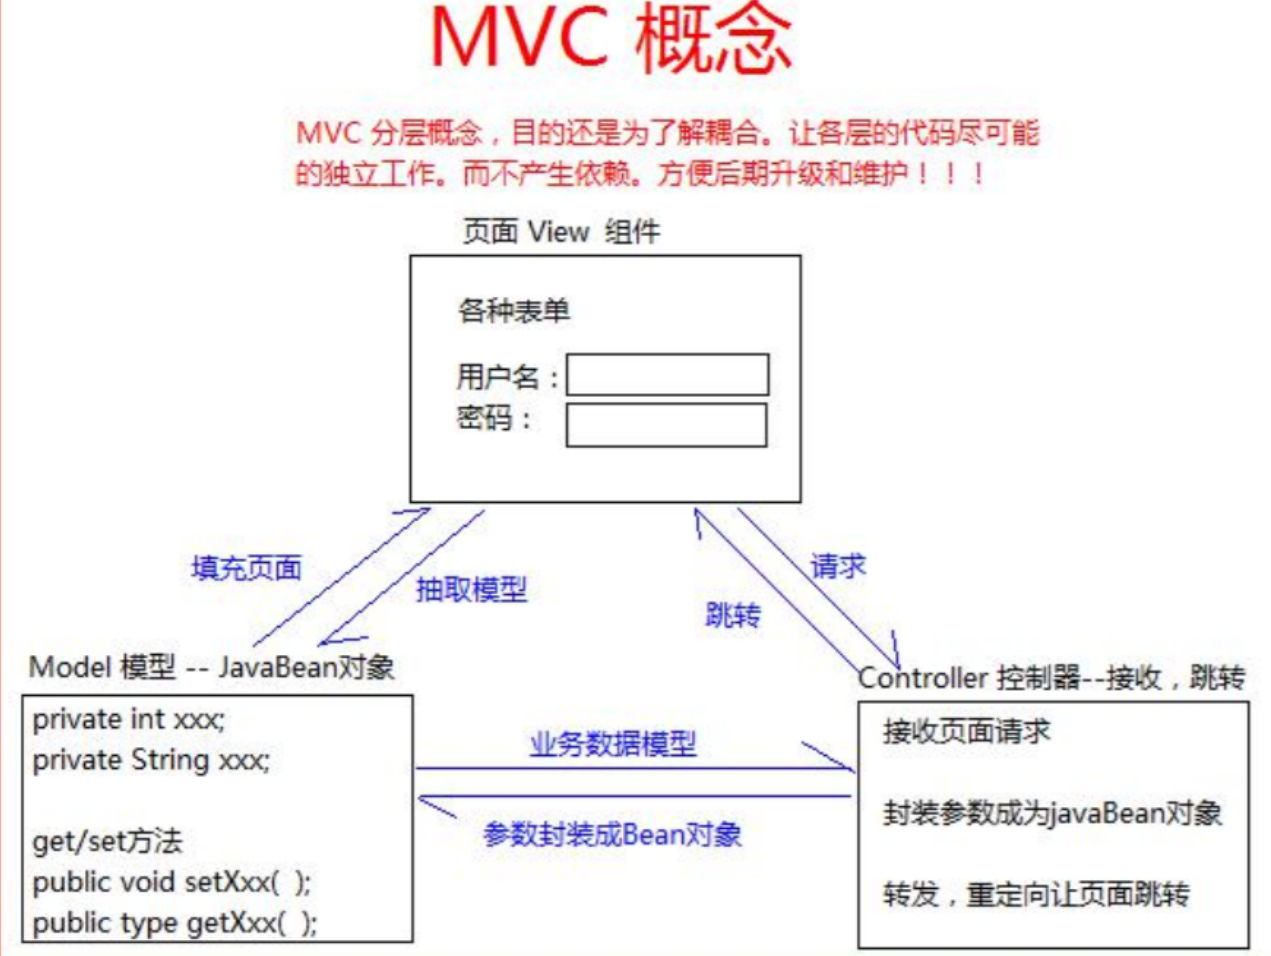 MVC 概念
MVC 分层概念，目的还是为了解耦合。让各层的代码尽可能
的独立工作。而不产生依赖。方便后期升级和维护！！！
页面 View 组件
各种表单
用户名：
密码：
填充页面
抽取模型
请求
跳转
Model 模型 -- JavaBean对象
private int xxx;
private String xxx;
get/set方法
public void setXxx( );
public type getXxx( );
业务数据模型
参数封装成Bean对象
Controller 控制器--接收，跳转
接收页面请求
封装参数成为javaBean对象
转发，重定向让页面跳转